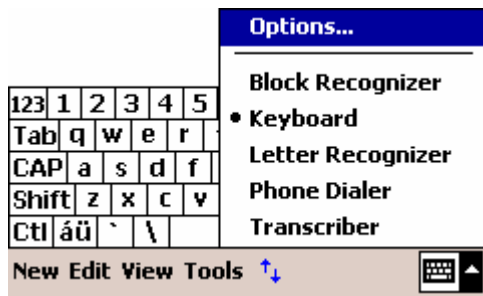 Options...
Block Recognizer
Keyboard
Letter Recognizer
Phone Dialer
Transcriber
123 1 2 3 4 5
Tab q w e r
CAP a s d f
Shift z x c v
Ctl áü ` \
New Edit View Tools